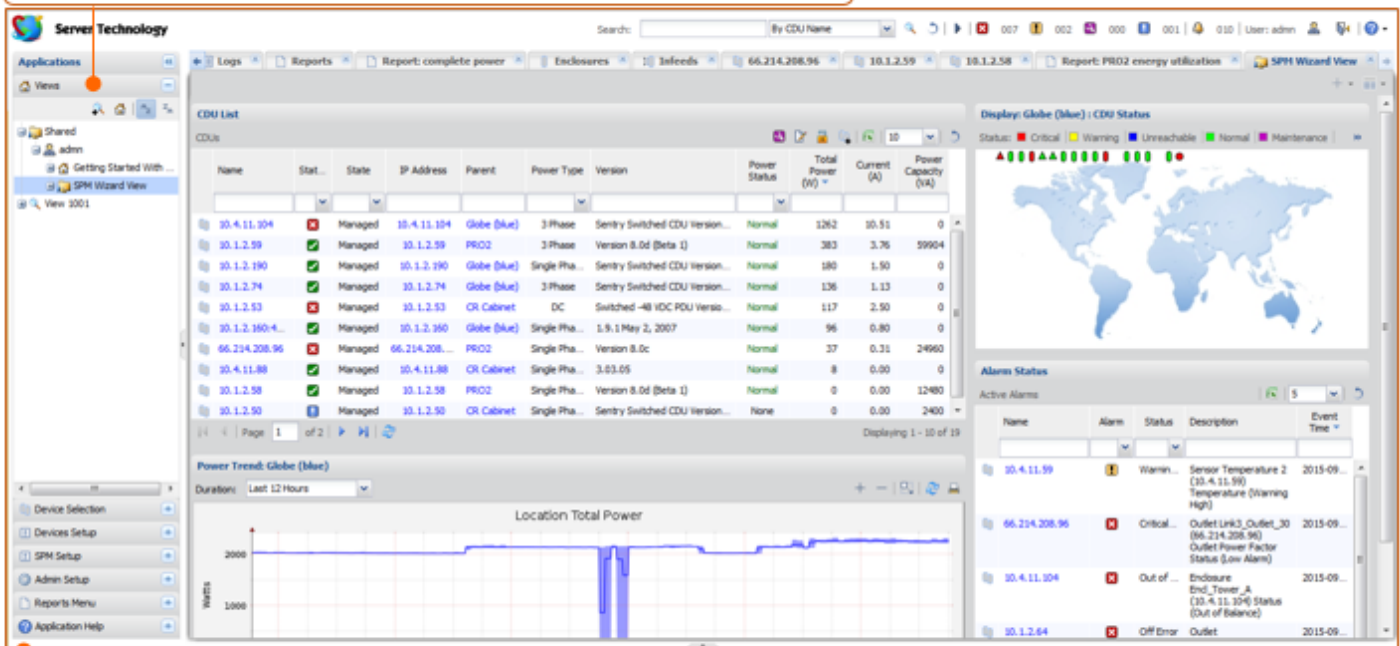 Server Technology
Search: By CDU Name 007 002 000 001 010 User: admn
Applications
Logs Reports Report: complete power Enclosures Infeeds 66.214.208.96 10.1.2.59 10.1.2.58 Report: PRO2 energy utilization SPM Wizard View
Views
Shared
admn
Getting Started With ...
SPM Wizard View
View 1001
CDU List
CDUs 10
Name Stat... State IP Address Parent Power Type Version Power Status Total Power (W) Current (A) Power Capacity (VA)
10.4.11.104 Managed 10.4.11.104 Globe (blue) 3 Phase Sentry Switched CDU Version... Normal 1262 10.51 0
10.1.2.59 Managed 10.1.2.59 PRO2 3 Phase Version 8.0d (Beta 1) Normal 383 3.76 59904
10.1.2.190 Managed 10.1.2.190 Globe (blue) Single Pha... Sentry Switched CDU Version... Normal 180 1.50 0
10.1.2.74 Managed 10.1.2.74 Globe (blue) 3 Phase Sentry Switched CDU Version... Normal 136 1.13 0
10.1.2.53 Managed 10.1.2.53 CR Cabinet DC Switched -48 VDC PDU Versio... Normal 117 2.50 0
10.1.2.160:4... Managed 10.1.2.160 Globe (blue) Single Pha... 1.9.1 May 2, 2007 Normal 96 0.80 0
66.214.208.96 Managed 66.214.208.... PRO2 Single Pha... Version 8.0c Normal 37 0.31 24960
10.4.11.88 Managed 10.4.11.88 CR Cabinet Single Pha... 3.03.05 Normal 8 0.00 0
10.1.2.58 Managed 10.1.2.58 PRO2 Single Pha... Version 8.0d (Beta 1) Normal 0 0.00 12480
10.1.2.50 Managed 10.1.2.50 CR Cabinet Single Pha... Sentry Switched CDU Version... None 0 0.00 2400
Page 1 of 2 Displaying 1 - 10 of 19
Power Trend: Globe (blue)
Duration: Last 12 Hours
Location Total Power
2000
Watts
1000
Display: Globe (blue) : CDU Status
Status: Critical Warning Unreachable Normal Maintenance
Alarm Status
Active Alarms 5
Name Alarm Status Description Event Time
10.4.11.59 Warnin... Sensor Temperature 2 2015-09...
(10.4.11.59)
Temperature (Warning
High)
66.214.208.96 Critical... Outlet Link3_Outlet_30 2015-09...
(66.214.208.96)
Outlet Power Factor
Status (Low Alarm)
10.4.11.104 Out of ... Enclosure 2015-09...
End_Tower_A
(10.4.11.104) Status
(Out of Balance)
10.1.2.64 Off Error Outlet 2015-09...
Device Selection
Devices Setup
SPM Setup
Admin Setup
Reports Menu
Application Help